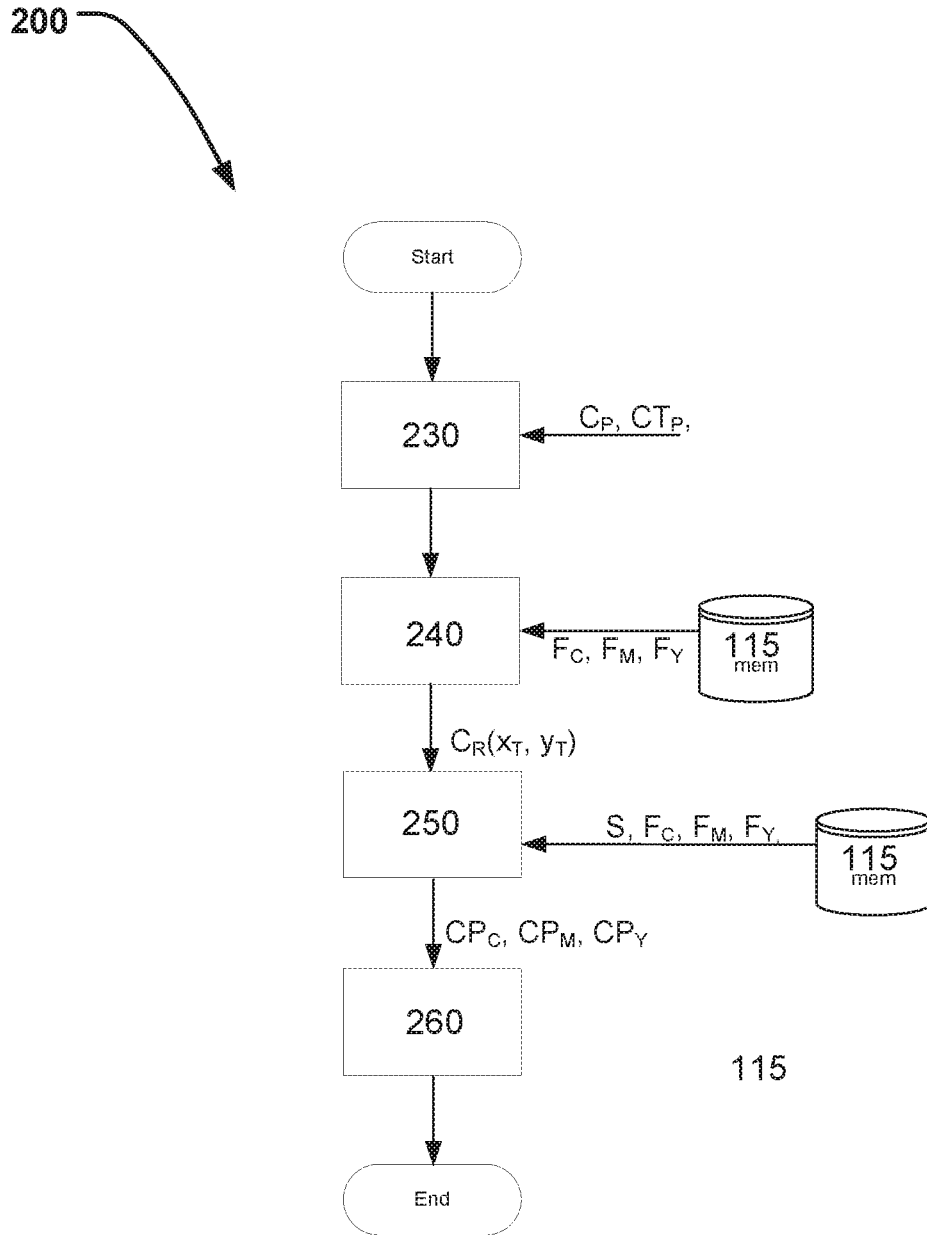 200
Start
230
C_P, CT_P,
240
F_C, F_M, F_Y
115
mem
C_R(x_T, y_T)
250
S, F_C, F_M, F_Y,
115
mem
CP_C, CP_M, CP_Y
260
115
End